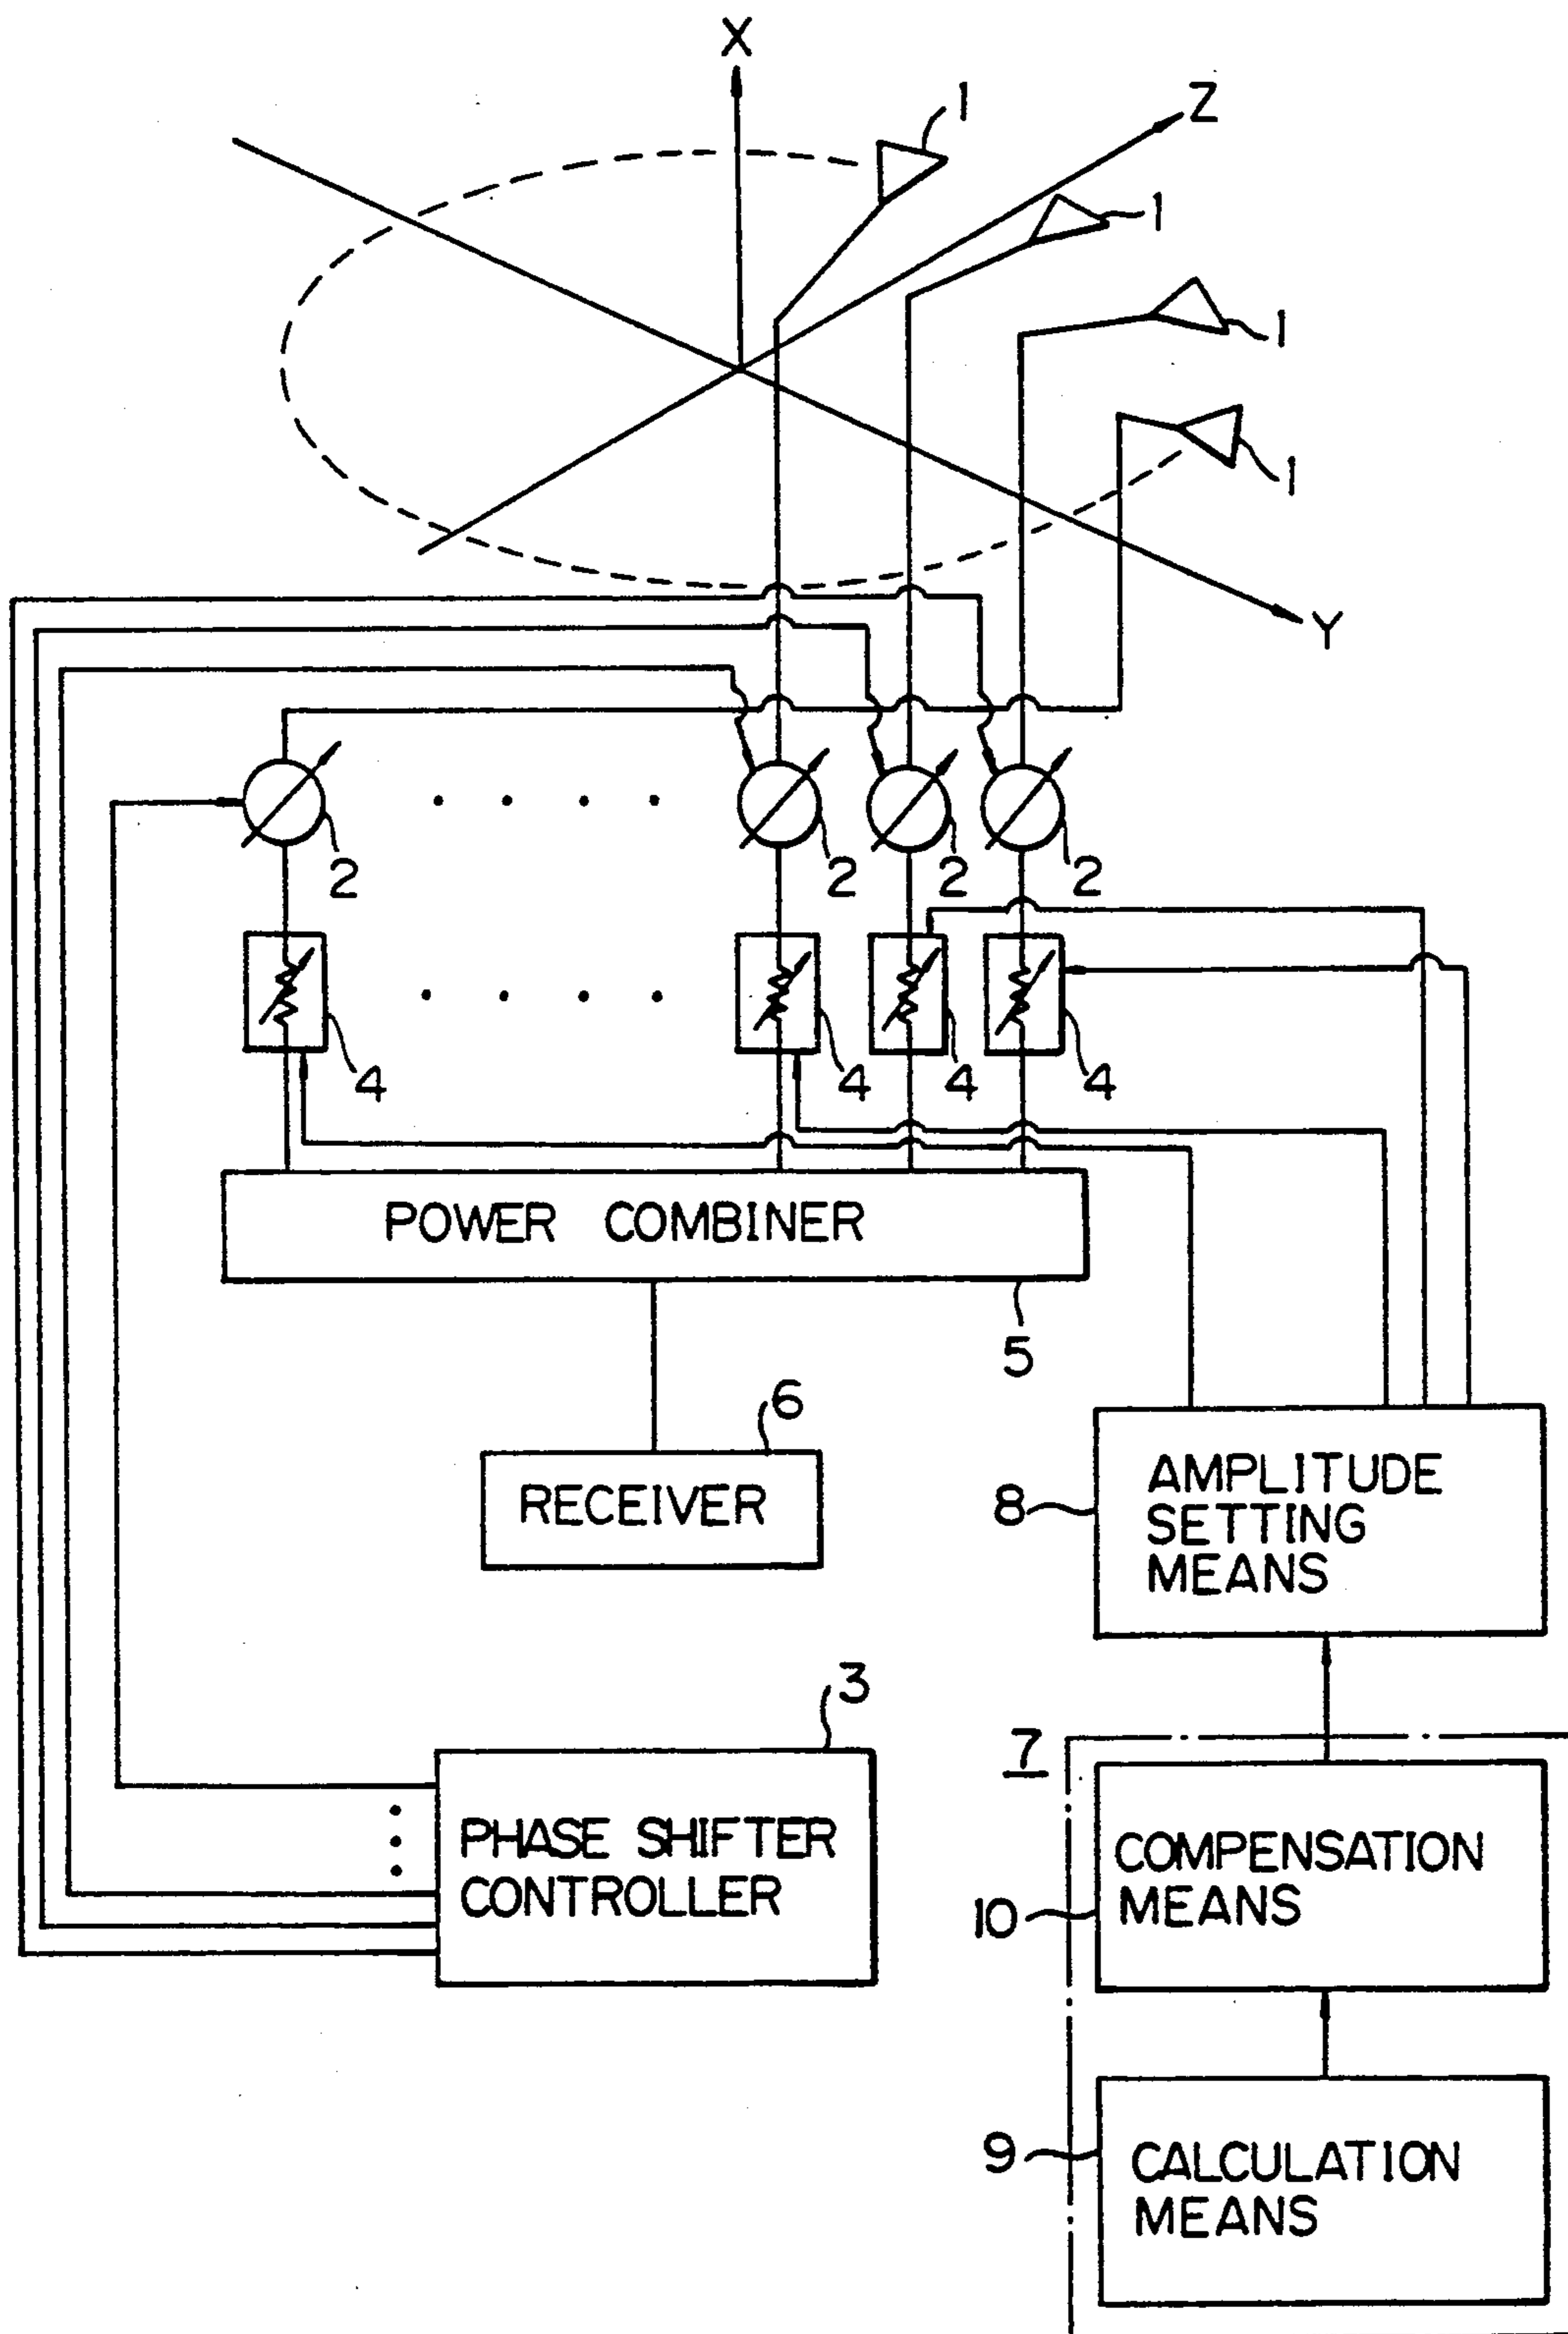 X
1
Z
1
1
1
Y
2
2
2
2
4
4
4
4
POWER COMBINER
5
6
RECEIVER
AMPLITUDE
SETTING
MEANS
8
3
PHASE SHIFTER
CONTROLLER
7
COMPENSATION
MEANS
10
9
CALCULATION
MEANS